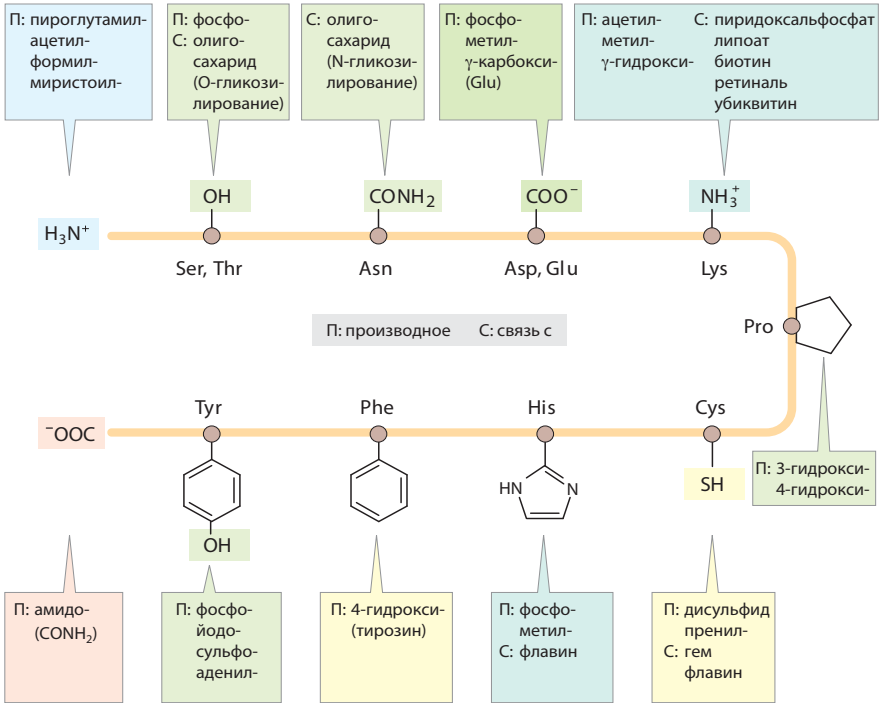 П: пироглутамил-
ацетил-
формил-
миристоил-
П: фосфо-
С: олиго-
сахарид
(О-гликози-
лирование)
С: олиго-
сахарид
(N-гликози-
лирование)
П: фосфо-
метил-
γ-карбокси-
(Glu)
П: ацетил-
метил-
γ-гидрокси-
С: пиридоксальфосфат
липоат
биотин
ретиналь
убиквитин
H₃N⁺
OH
CONH₂
COO⁻
NH₃⁺
Ser, Thr
Asn
Asp, Glu
Lys
П: производное С: связь с
Pro
П: 3-гидрокси-
4-гидрокси-
⁻OOC
Tyr
Phe
His
Cys
OH
HN
N
SH
П: амидо-
(CONH₂)
П: фосфо-
йодо-
сульфо-
аденил-
П: 4-гидрокси-
(тирозин)
П: фосфо-
метил-
С: флавин
П: дисульфид
пренил-
С: гем
флавин